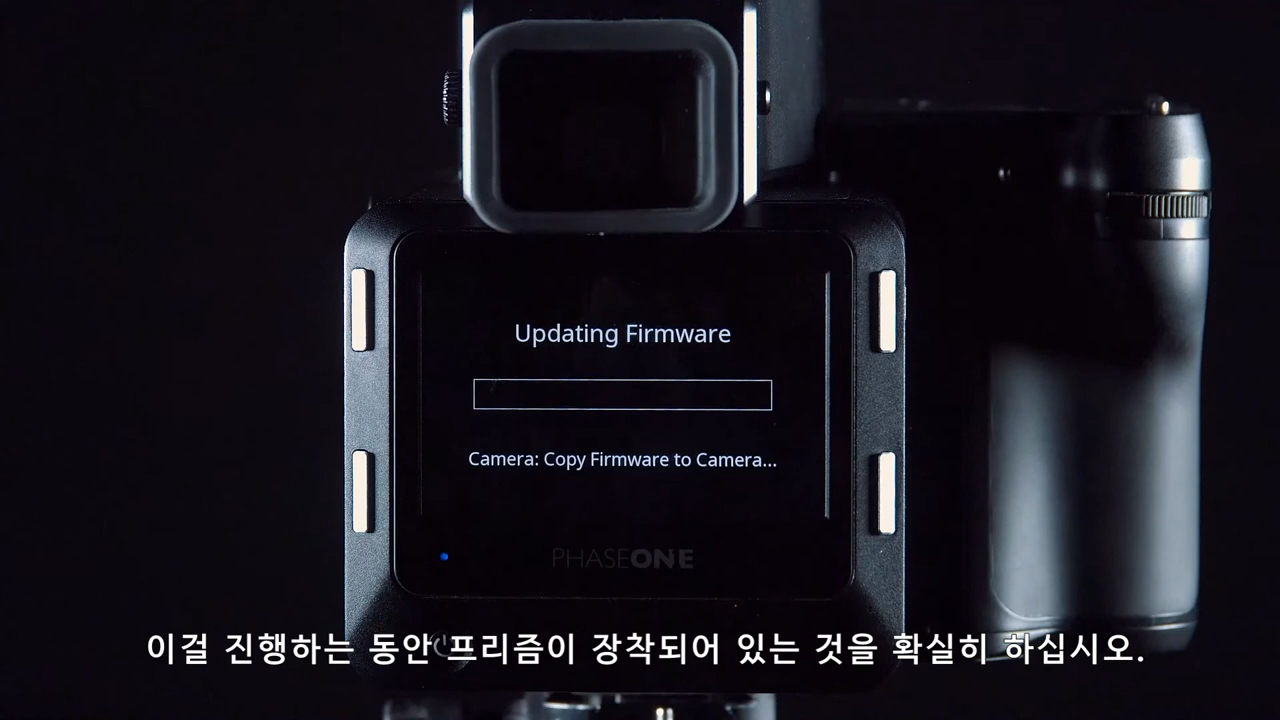 Updating Firmware
Camera: Copy Firmware to Camera...
PHASEONE
이걸 진행하는 동안 프리즘이 장착되어 있는 것을 확실히 하십시오.